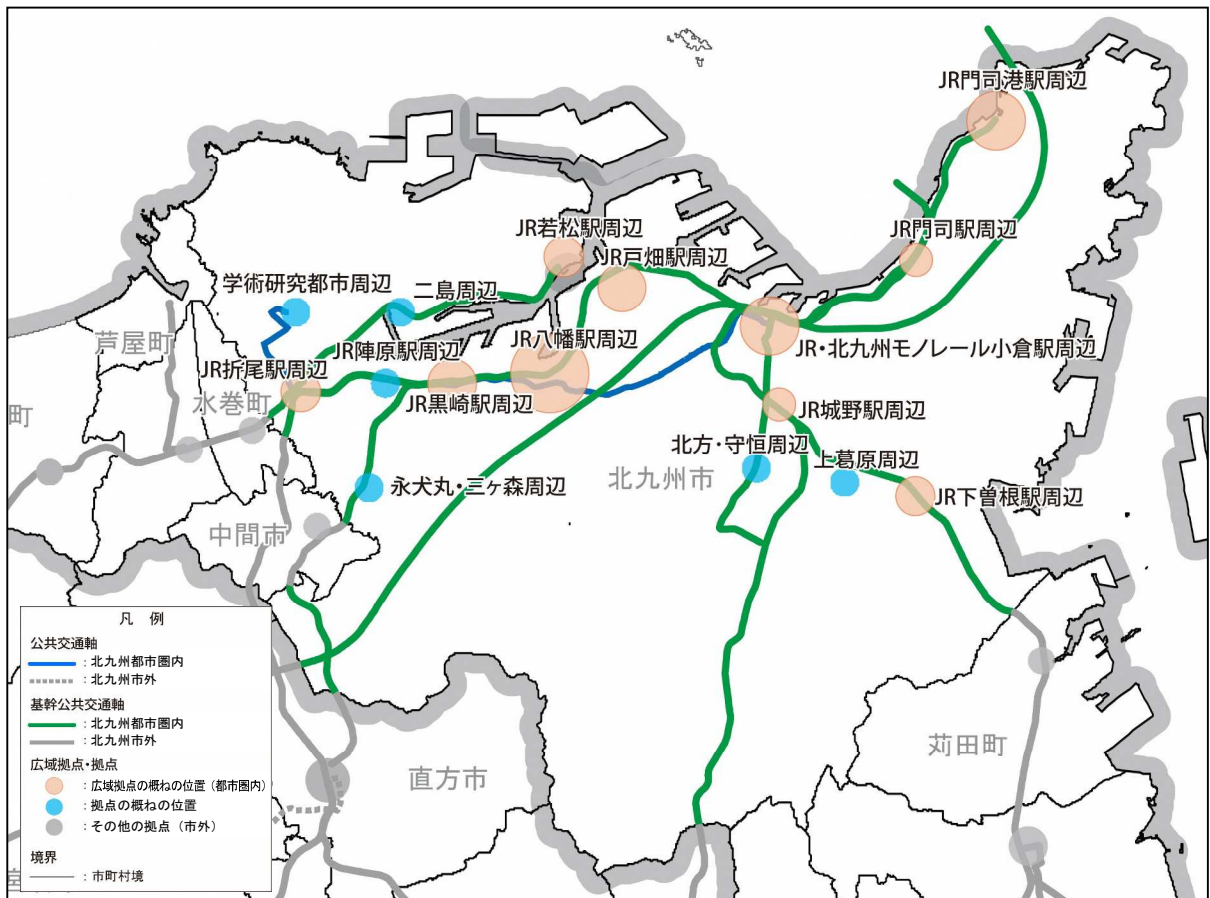 JR門司港駅周辺
JR若松駅周辺
JR門司駅周辺
JR戸畑駅周辺
学術研究都市周辺
二島周辺
芦屋町
JR陣原駅周辺
JR八幡駅周辺
JR・北九州モノレール小倉駅周辺
JR折尾駅周辺
水巻町
JR黒崎駅周辺
JR城野駅周辺
町
北方・守恒周辺
上葛原周辺
北九州市
永犬丸・三ヶ森周辺
JR下曽根駅周辺
中間市
苅田町
直方市
凡 例
公共交通軸
：北九州都市圏内
：北九州市外
基幹公共交通軸
：北九州都市圏内
：北九州市外
広域拠点・拠点
：広域拠点の概ねの位置（都市圏内）
：拠点の概ねの位置
：その他の拠点（市外）
境界
：市町村境